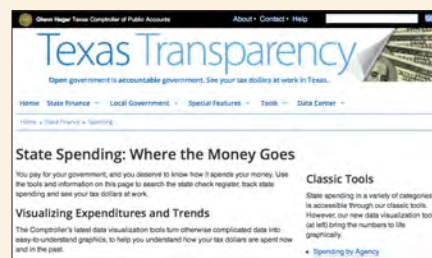 Glenn Hegar Texas Comptroller of Public Accounts
About • Contact • Help
Texas Transparency
Open government is accountable government. See your tax dollars at work in Texas.
Home State Finance Local Government Special Features Tools Data Center
Home State Finance Spending
State Spending: Where the Money Goes
You pay for your government, and you deserve to know how it spends your money. Use
the tools and information on this page to search the state check register, track state
spending and see your tax dollars at work.
Visualizing Expenditures and Trends
The Comptroller's latest data visualization tools turn otherwise complicated data into
easy-to-understand graphics, to help you understand how your tax dollars are spent now
and in the past.
Classic Tools
State spending in a variety of categories
is accessible through our classic tools.
However, our new data visualization tools
(at left) bring the numbers to life
graphically.
• Spending by Agency